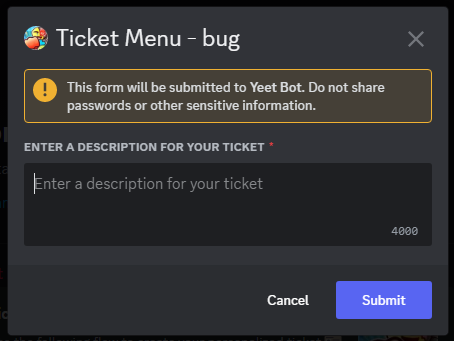 Ticket Menu - bug
This form will be submitted to Yeet Bot. Do not share
passwords or other sensitive information.
ENTER A DESCRIPTION FOR YOUR TICKET *
Enter a description for your ticket
4000
Cancel
Submit